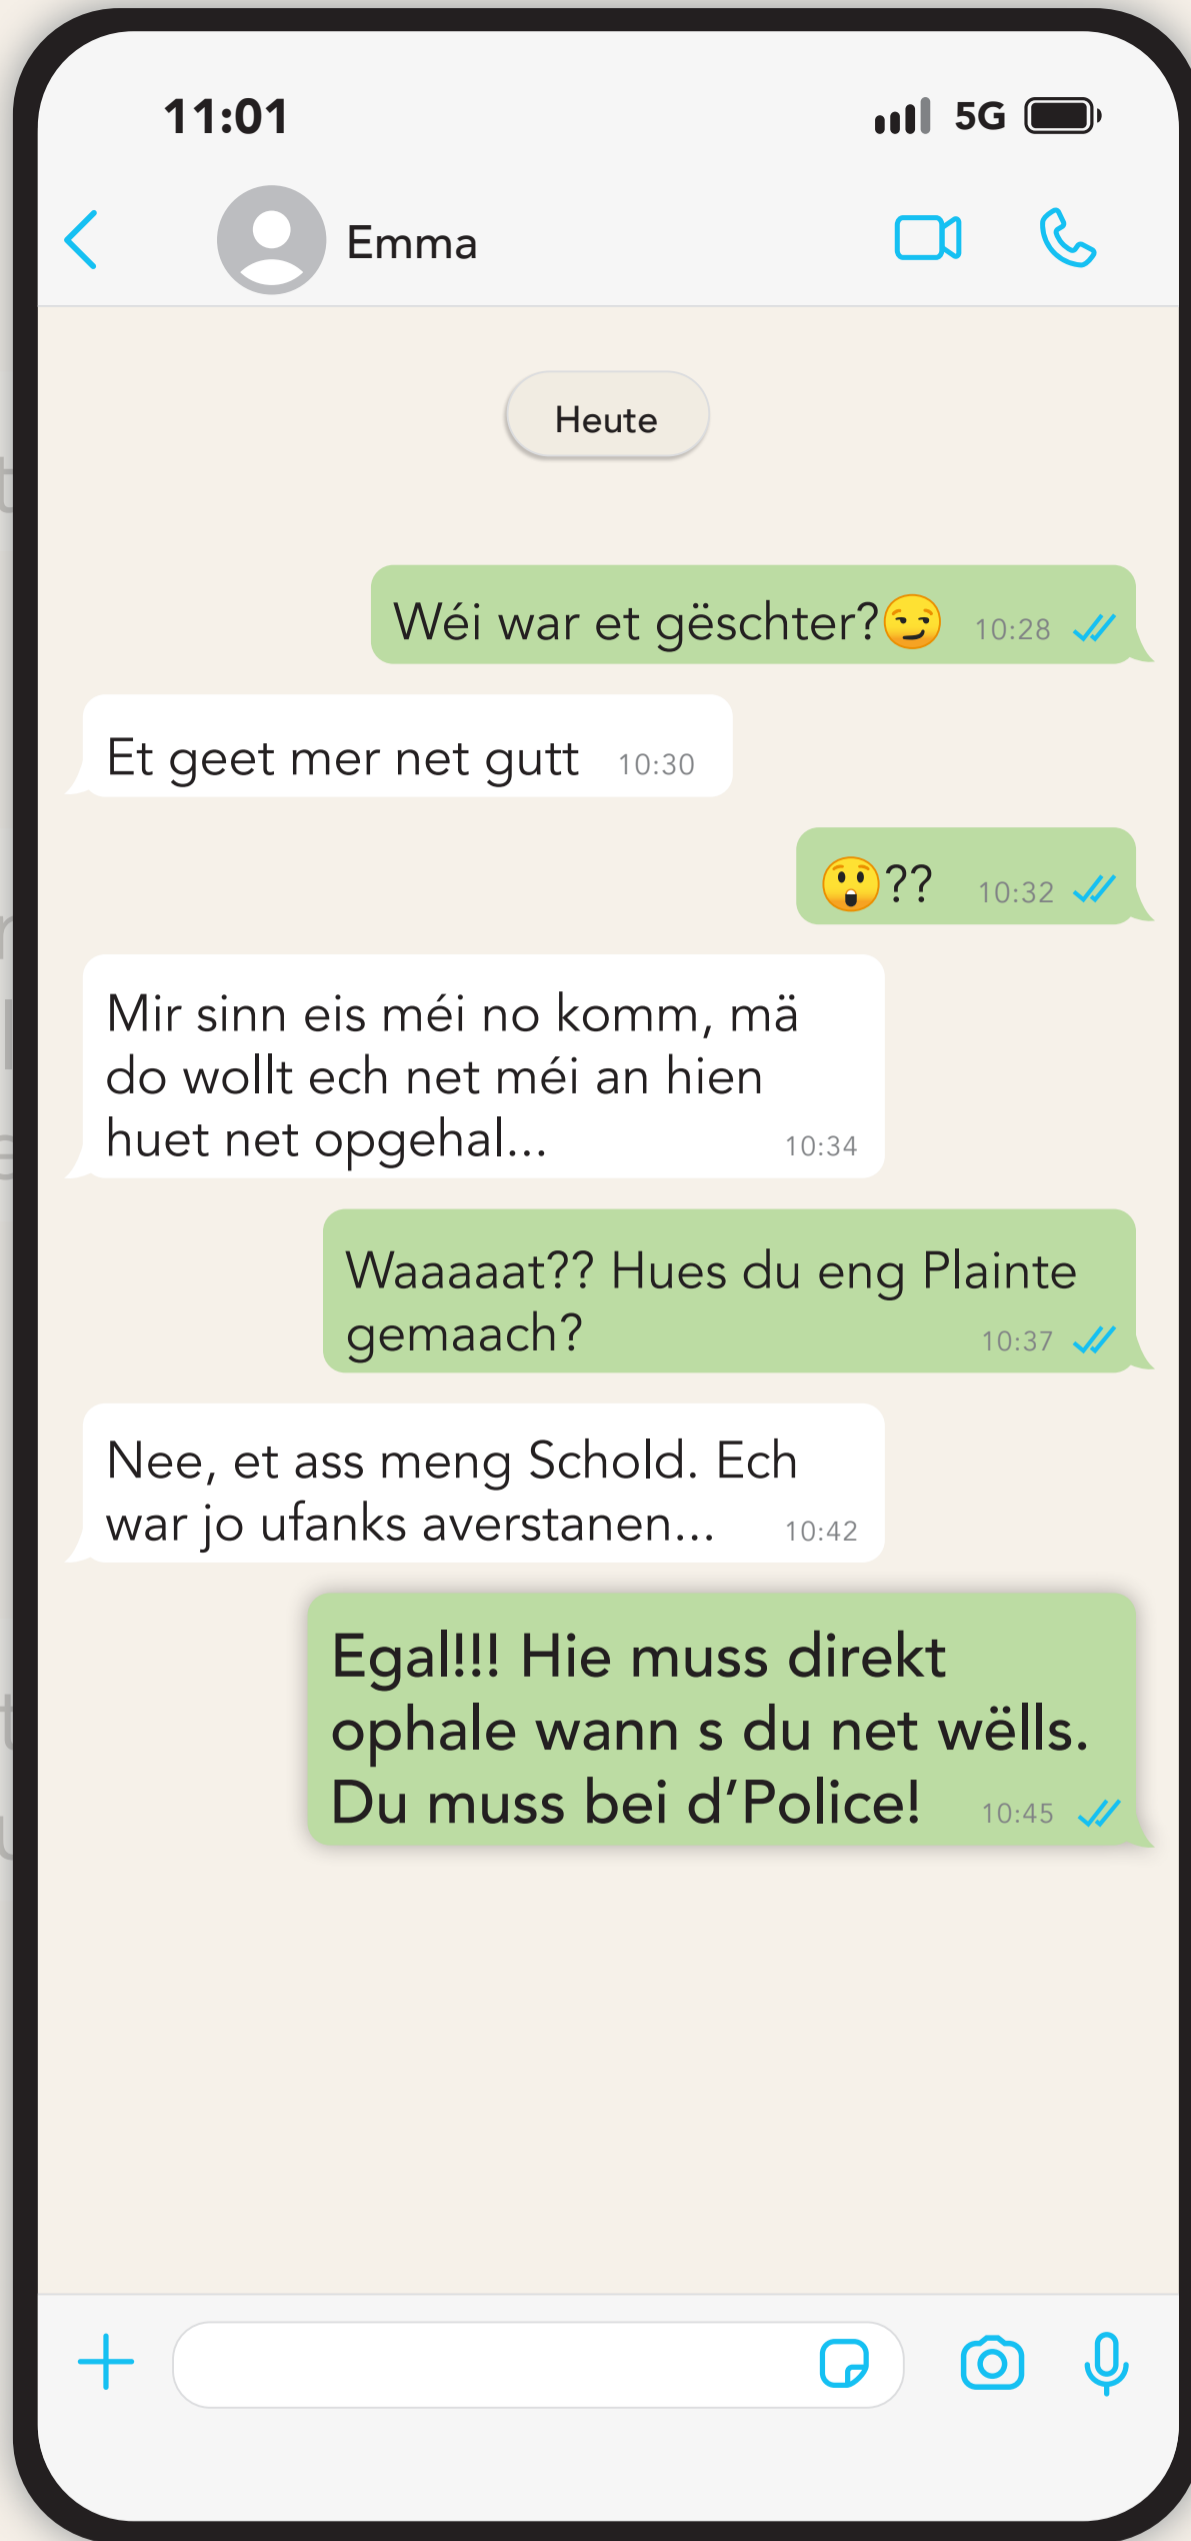 11:01 5G
Emma
Heute
Wéi war et gëschter?😏 10:28
Et geet mer net gutt 10:30
😲?? 10:32
Mir sinn eis méi no komm, mä
do wollt ech net méi an hien
huet net opgehal... 10:34
Waaaaat?? Hues du eng Plainte
gemaach? 10:37
Nee, et ass meng Schold. Ech
war jo ufanks averstanen... 10:42
Egal!!! Hie muss direkt
ophale wann s du net wëlls.
Du muss bei d’Police! 10:45